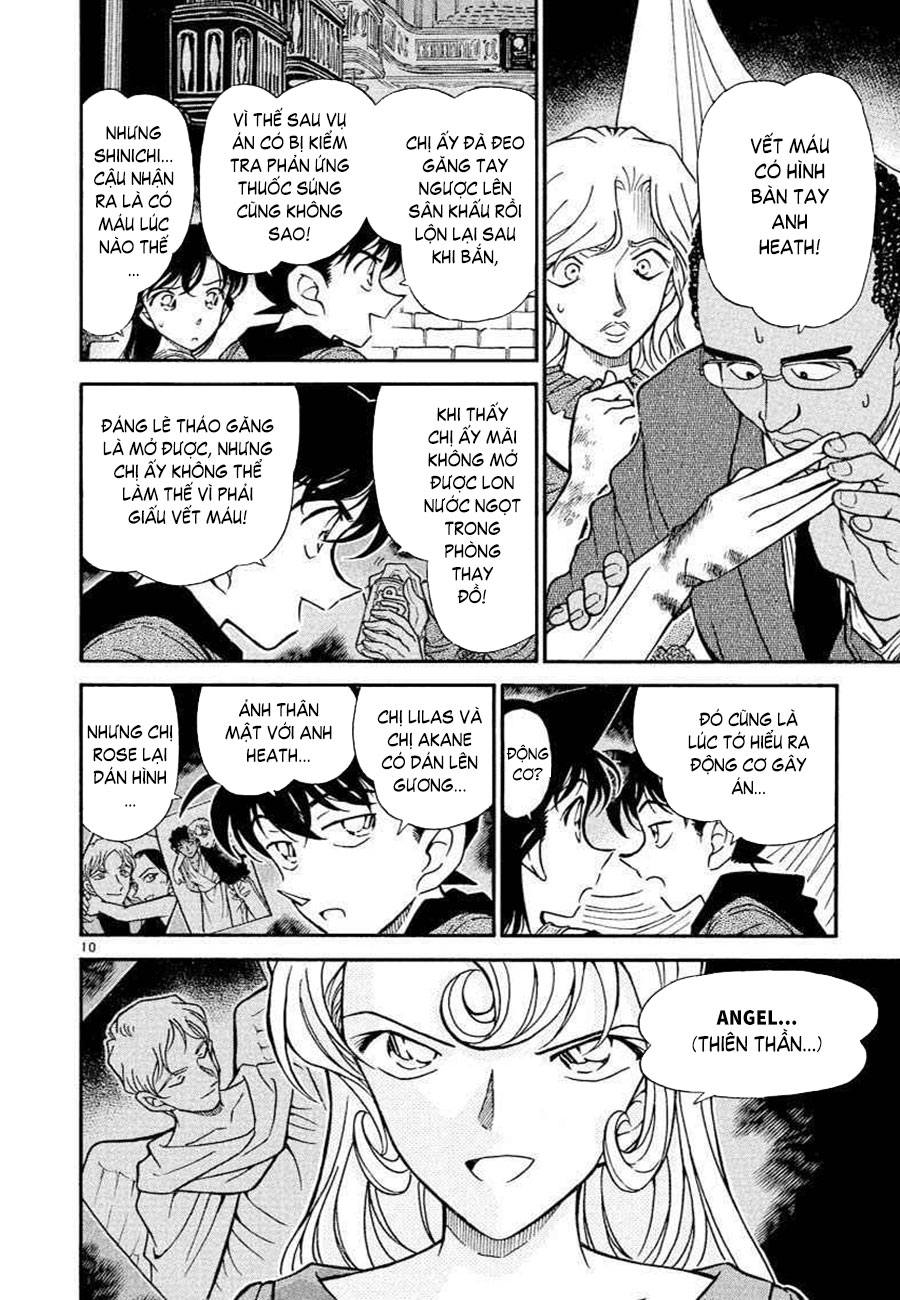 VẾT MÁU
CÓ HÌNH
BÀN TAY
ANH
HEATH!
CHỊ ẤY ĐÃ ĐEO
GĂNG TAY
NGƯỢC LÊN
SÂN KHẤU RỒI
LỘN LẠI SAU
KHI BẮN,
VÌ THẾ SAU VỤ
ÁN CÓ BỊ KIỂM
TRA PHẢN ỨNG
THUỐC SÚNG
CŨNG KHÔNG
SAO!
NHƯNG
SHINICHI...
CẬU NHẬN
RA LÀ CÓ
MÁU LÚC
NÀO THẾ
...
KHI THẤY
CHỊ ẤY MÃI
KHÔNG MỞ
ĐƯỢC LON
NƯỚC NGỌT
TRONG
PHÒNG
THAY
ĐỒ!
ĐÁNG LẼ THÁO GĂNG
LÀ MỞ ĐƯỢC, NHƯNG
CHỊ ẤY KHÔNG THỂ
LÀM THẾ VÌ PHẢI
GIẤU VẾT MÁU!
ĐÓ CŨNG LÀ
LÚC TỚ HIỂU RA
ĐỘNG CƠ GÂY
ÁN...
ĐỘNG
CƠ?
CHỊ LILAS VÀ
CHỊ AKANE
CÓ DÁN LÊN
GƯƠNG...
ẢNH THÂN
MẬT VỚI ANH
HEATH...
NHƯNG CHỊ
ROSE LẠI
DÁN HÌNH
...
10
ANGEL...
(THIÊN THẦN...)